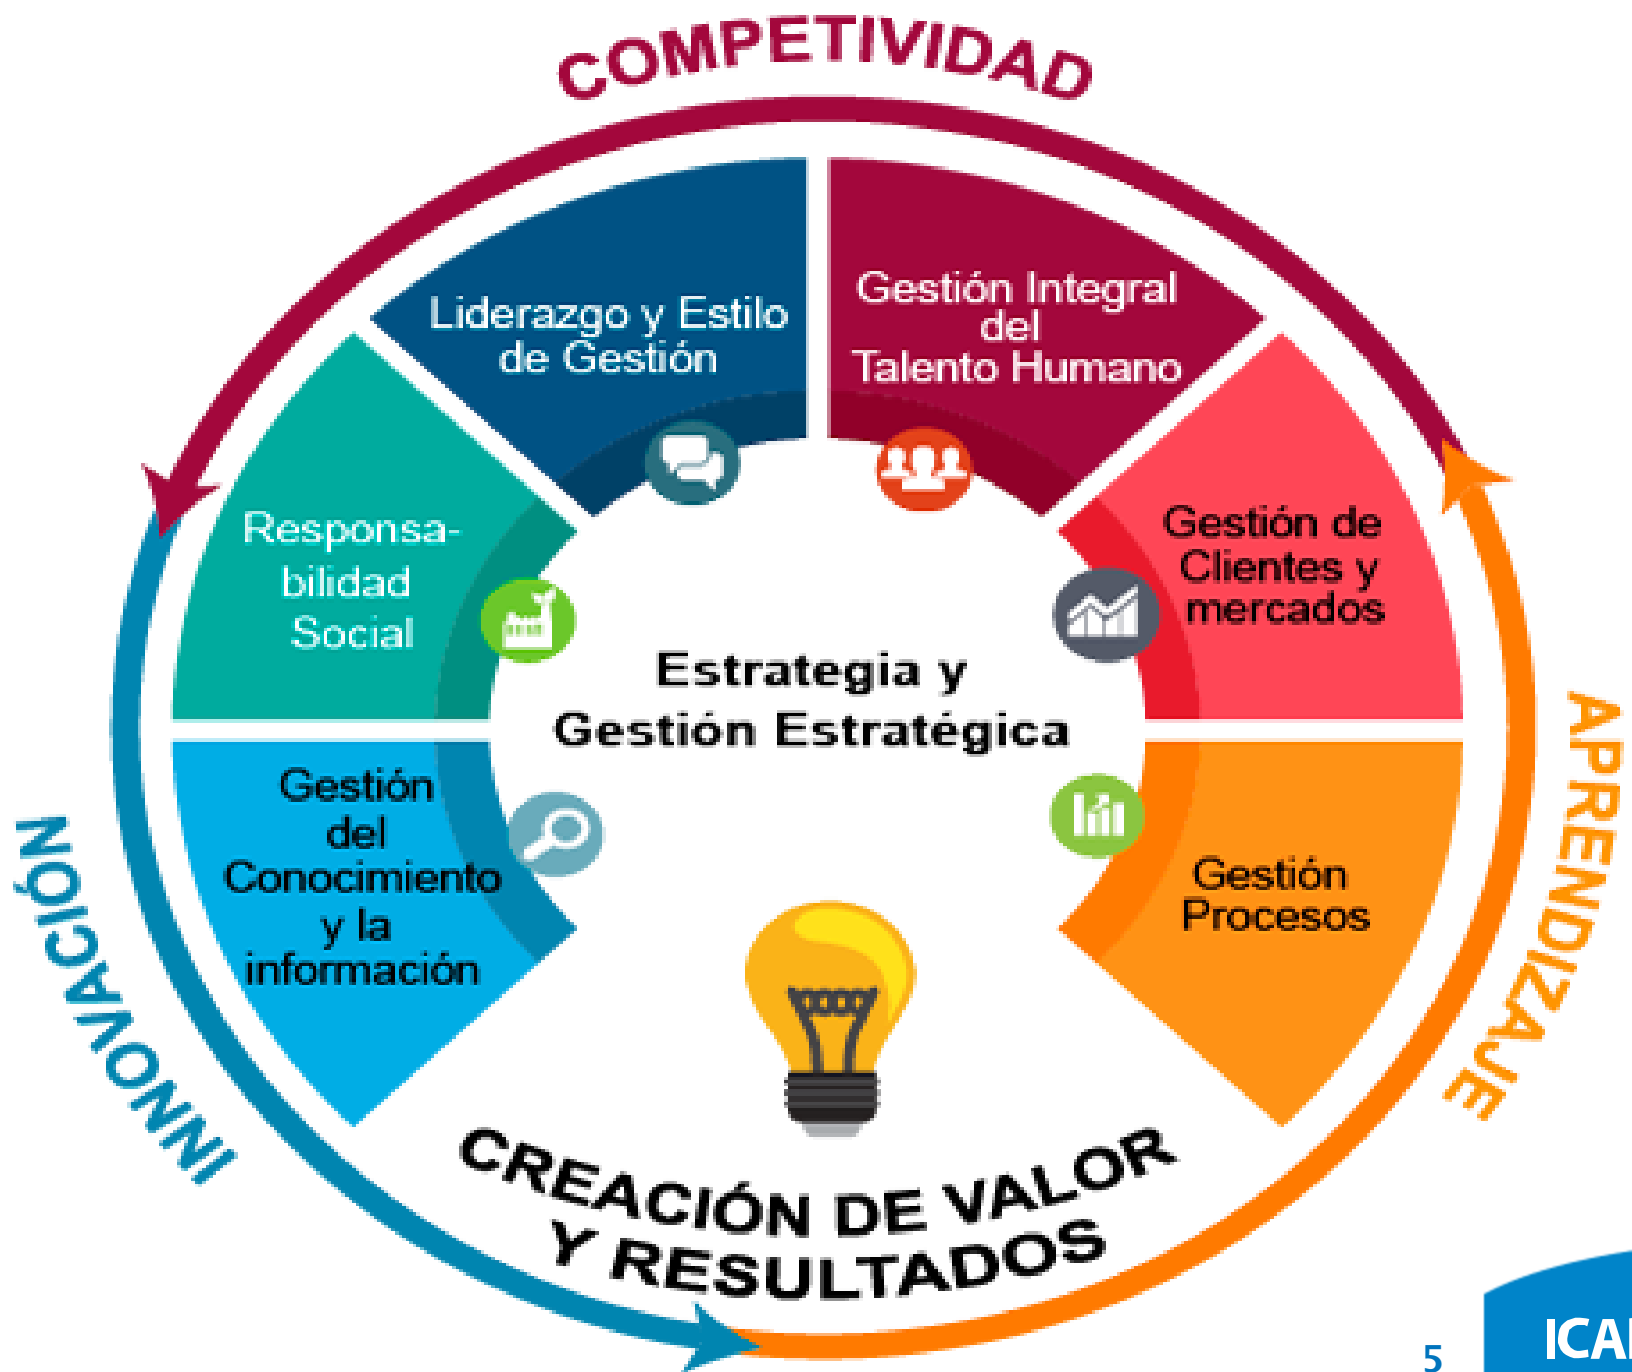 COMPETIVIDAD
Liderazgo y Estilo
de Gestión
Gestión Integral
del
Talento Humano
Responsa-
bilidad
Social
Gestión de
Clientes y
mercados
Estrategia y
Gestión Estratégica
Gestión
del
Conocimiento
y la
información
Gestión
Procesos
INNOVACIÓN
APRENDIZAJE
CREACIÓN DE VALOR
Y RESULTADOS
5